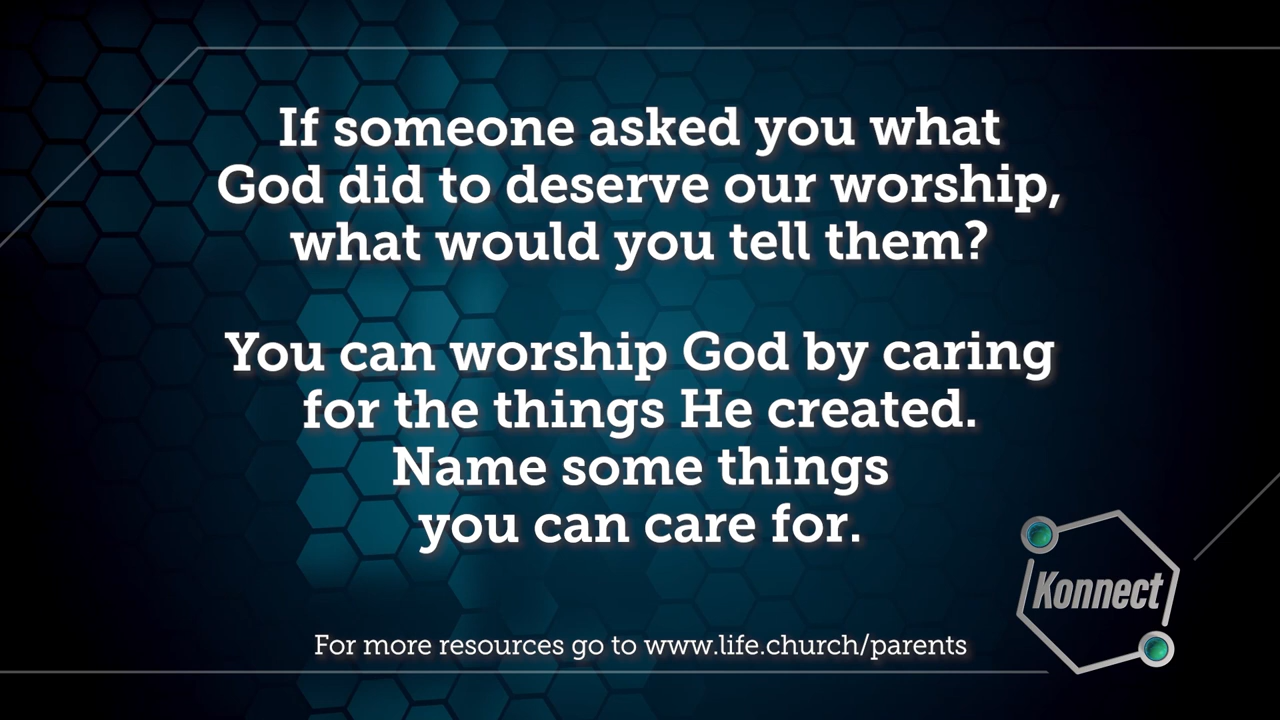 If someone asked you what
God did to deserve our worship,
what would you tell them?
You can worship God by caring
for the things He created.
Name some things
you can care for.
Konnect
For more resources go to www.life.church/parents